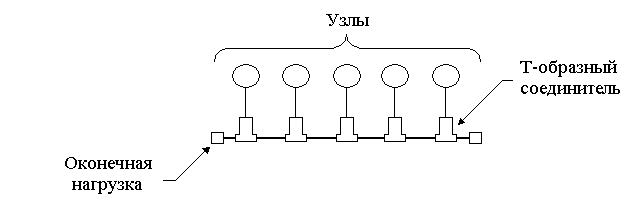 Узлы
Т-образный
соединитель
Оконечная
нагрузка